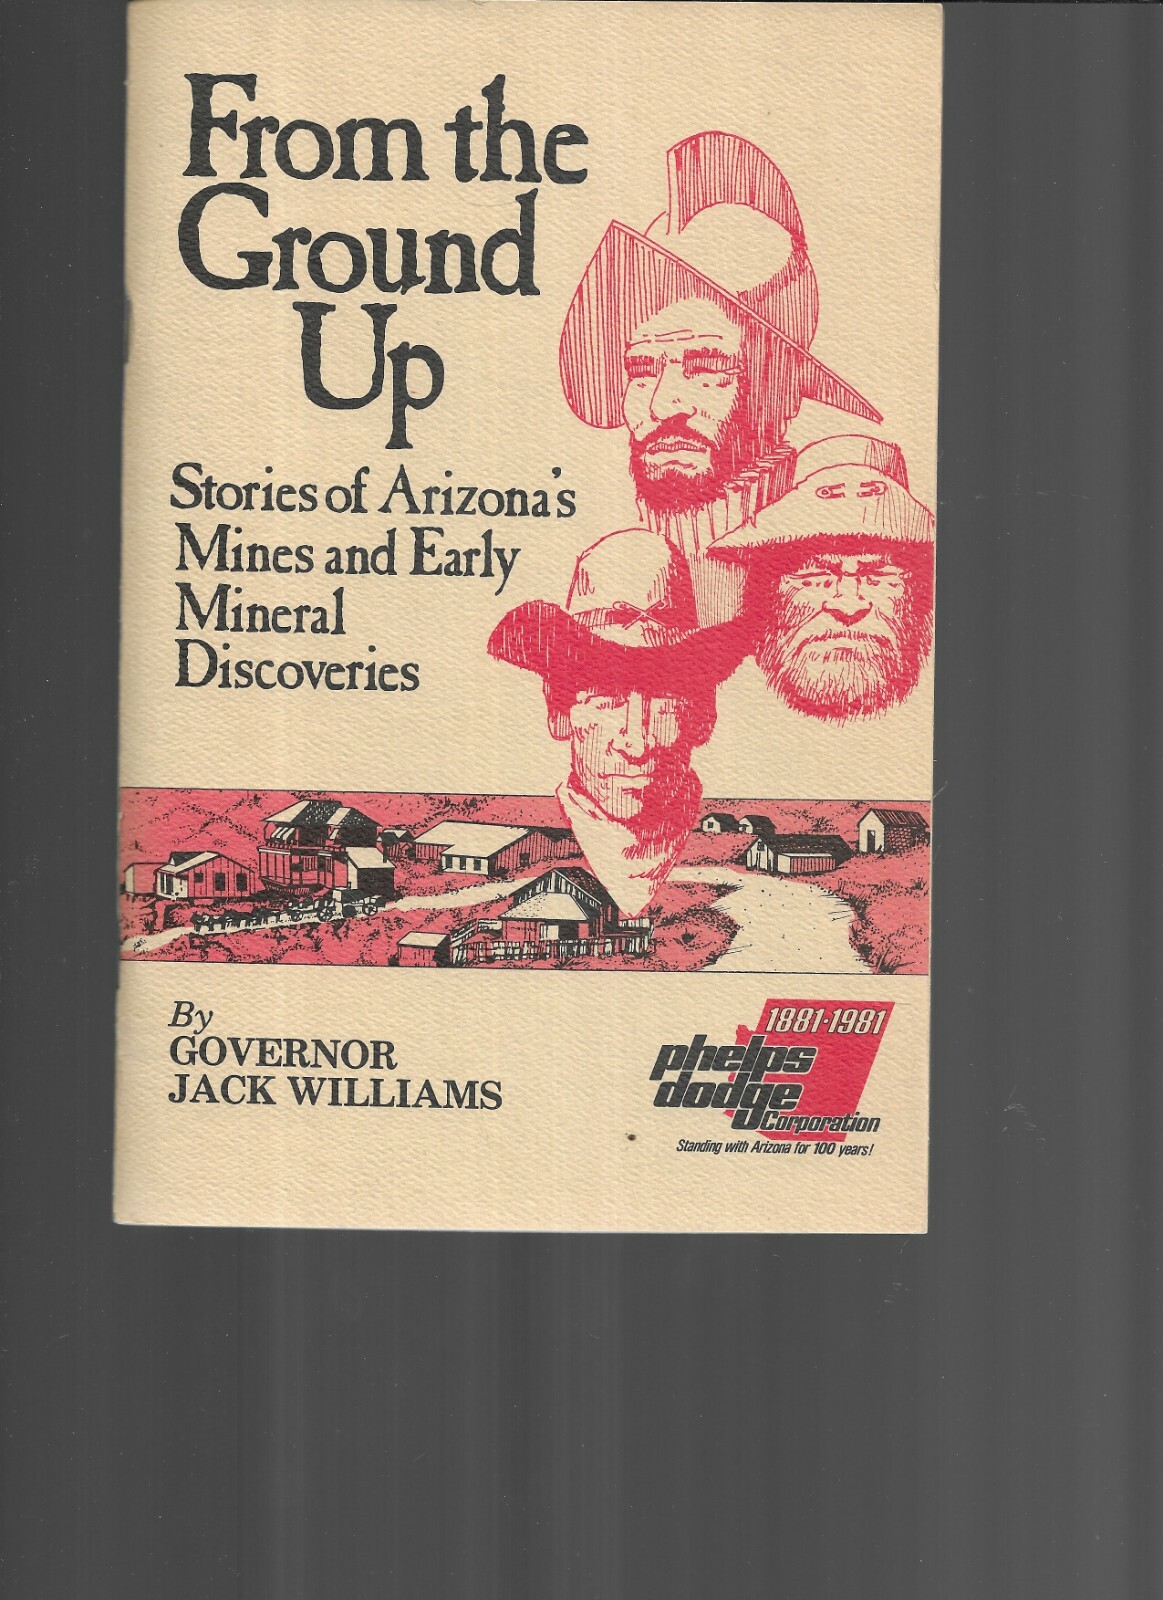 From the
Ground
Up
Stories of Arizona's
Mines and Early
Mineral
Discoveries
By
GOVERNOR
JACK WILLIAMS
1881·1981
phelps
dodge
Corporation
Standing with Arizona for 100 years!